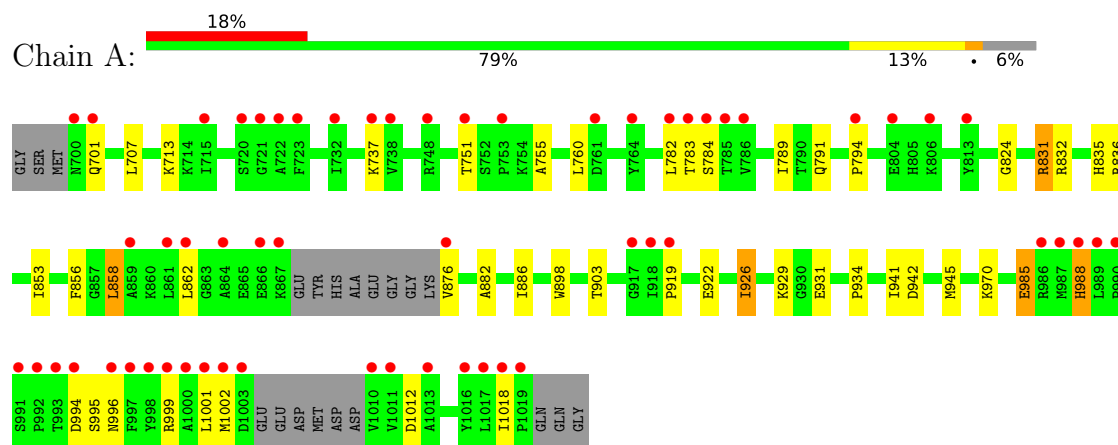 18%
Chain A:
79% 13% • 6%
GLY SER MET N700 Q701 L707 K713 K714 I715 S720 G721 A722 F723 I732 K737 V738 R748 T751 S752 P753 K754 A755 L760 D761 Y764 L782 T783 S784 T785 V786 I789 T790 Q791 P794 E804 H805 K806 Y813 G824 R831 R832 H835 R836
I853 F856 G857 L858 A859 K860 L861 L862 G863 A864 E865 E866 K867 GLU TYR HIS ALA GLU GLY GLY LYS V876 A882 I886 W898 T903 G917 I918 P919 E922 I926 K929 G930 E931 P934 I941 D942 M945 K970 E985 R986 M987 H988 L989 P990
S991 P992 T993 D994 S995 N996 F997 Y998 R999 A1000 L1001 M1002 D1003 GLU GLU ASP MET ASP ASP V1010 V1011 D1012 A1013 Y1016 L1017 I1018 P1019 GLN GLN GLY